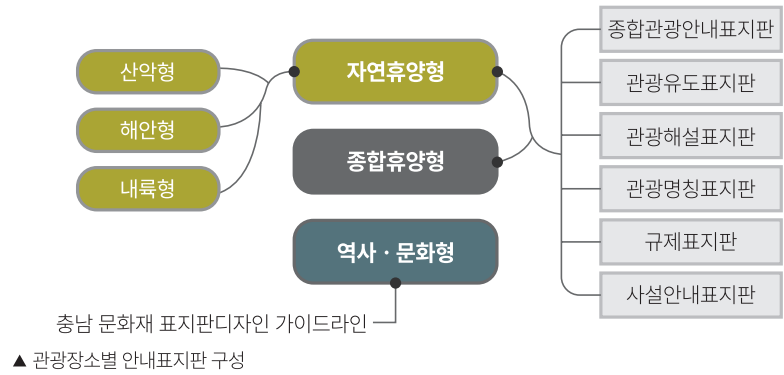 산악형
해안형
내륙형
자연휴양형
종합휴양형
역사 · 문화형
종합관광안내표지판
관광유도표지판
관광해설표지판
관광명칭표지판
규제표지판
사설안내표지판
충남 문화재 표지판디자인 가이드라인
▲ 관광장소별 안내표지판 구성